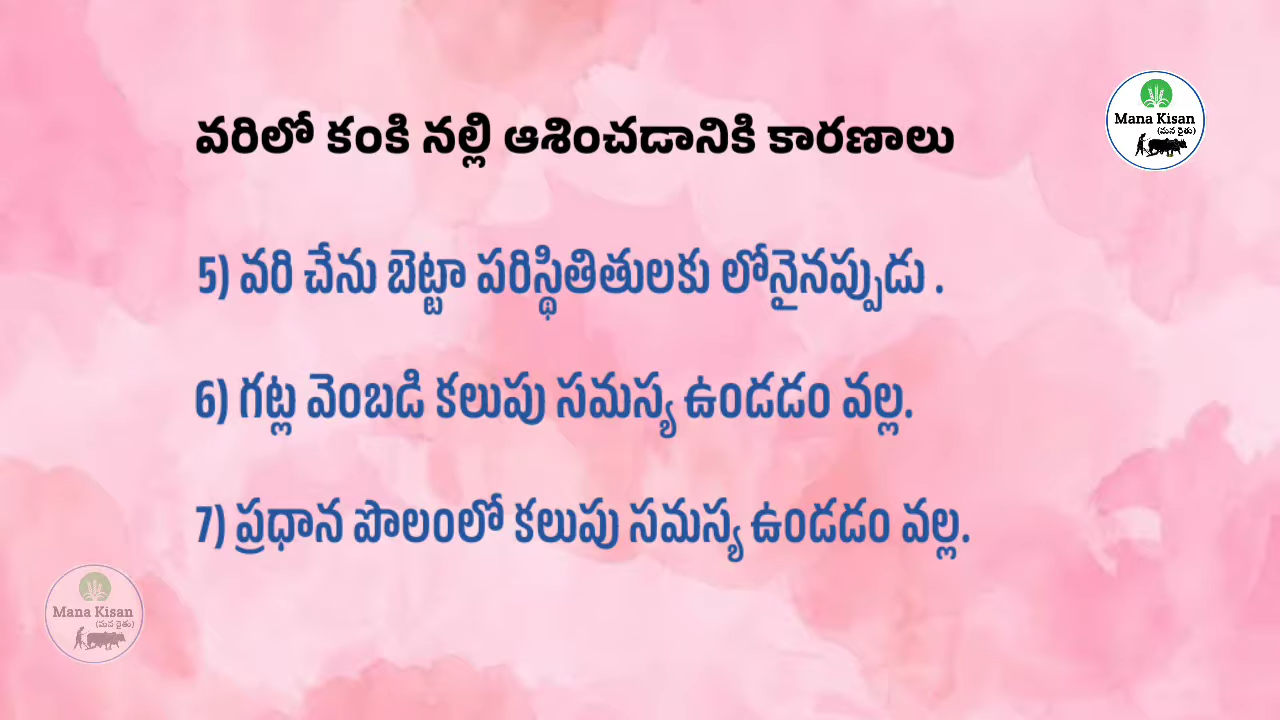 వరిలో కంకి నల్లి ఆశించడానికి కారణాలు
Mana Kisan
(మన రైతు)
5) వరి చేను బెట్టా పరిస్థితితులకు లోనైనప్పుడు .
6) గట్ల వెంబడి కలుపు సమస్య ఉండడం వల్ల.
7) ప్రధాన పొలంలో కలుపు సమస్య ఉండడం వల్ల.
Mana Kisan
(మన రైతు)